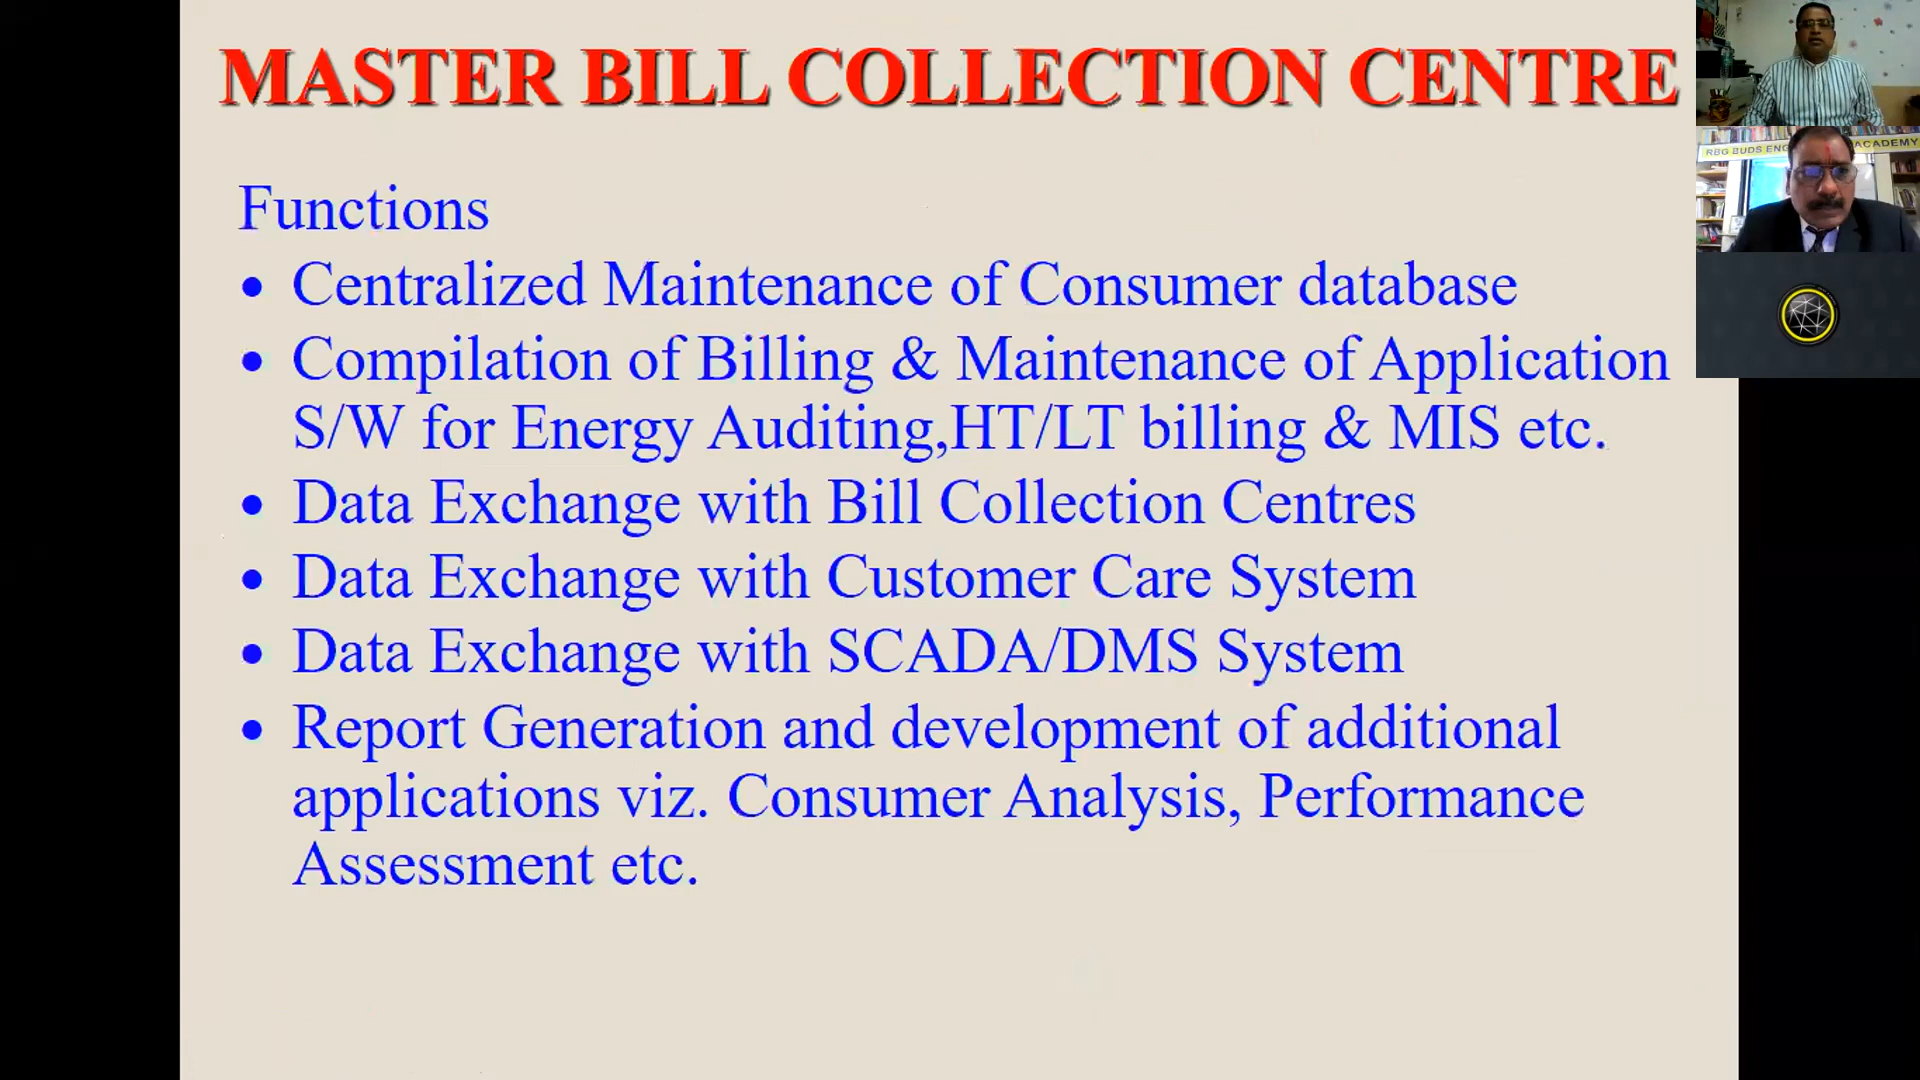 MASTER BILL COLLECTION CENTRE
Functions
• Centralized Maintenance of Consumer database
• Compilation of Billing & Maintenance of Application
S/W for Energy Auditing,HT/LT billing & MIS etc.
• Data Exchange with Bill Collection Centres
• Data Exchange with Customer Care System
• Data Exchange with SCADA/DMS System
• Report Generation and development of additional
applications viz. Consumer Analysis, Performance
Assessment etc.
RBG BUDS ACADEMY